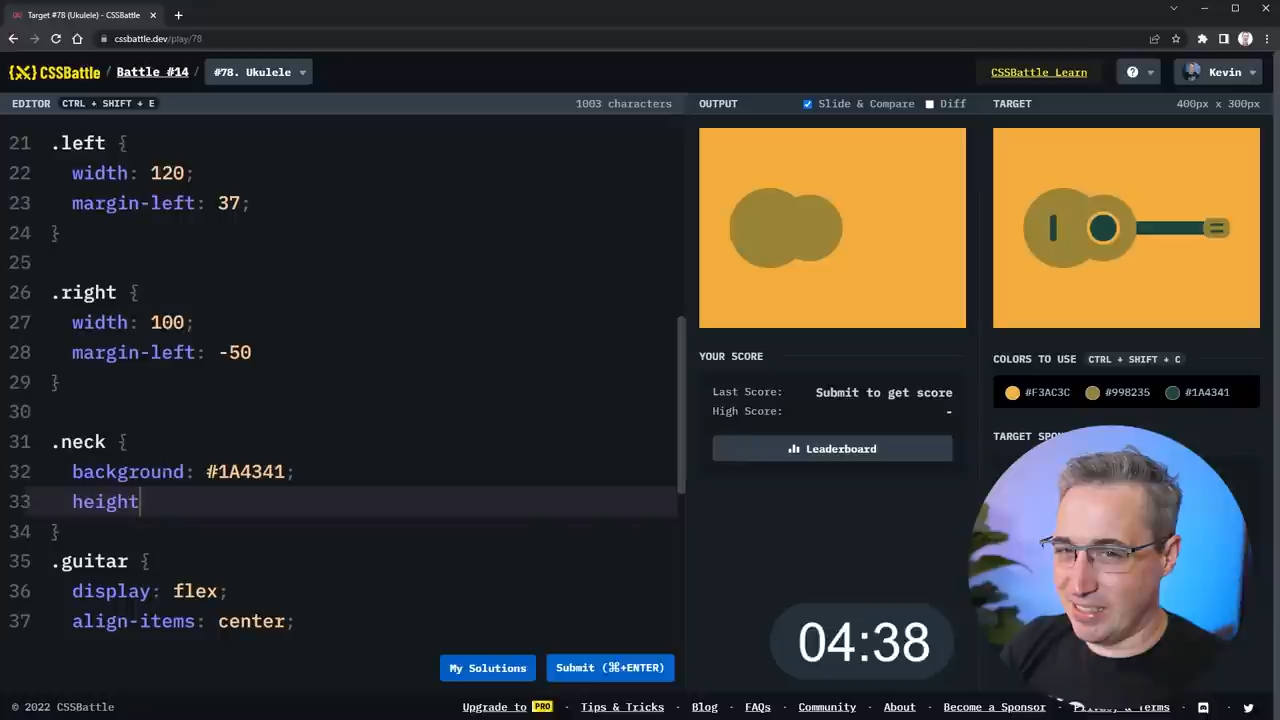 Target #78 (Ukulele) - CSSBattle
cssbattle.dev/play/78
{X} CSSBattle / Battle #14 / #78. Ukulele
CSSBattle Learn
?
Kevin
EDITOR CTRL + SHIFT + E 1003 characters
OUTPUT Slide & Compare Diff
TARGET 400px x 300px
21 .left {
22 width: 120;
23 margin-left: 37;
24 }
25
26 .right {
27 width: 100;
28 margin-left: -50
29 }
30
31 .neck {
32 background: #1A4341;
33 height
34 }
35 .guitar {
36 display: flex;
37 align-items: center;
YOUR SCORE
Last Score: Submit to get score
High Score: -
Leaderboard
COLORS TO USE CTRL + SHIFT + C
#F3AC3C #998235 #1A4341
04:38
My Solutions Submit (⌘+ENTER)
© 2022 CSSBattle
Upgrade to PRO · Tips & Tricks · Blog · FAQs · Community · About · Become a Sponsor · Privacy & Terms